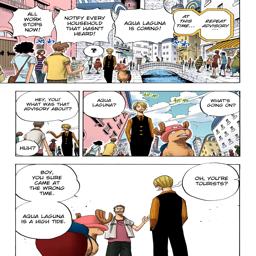 ALL
WORK
STOPS
NOW!
NOTIFY EVERY
HOUSEHOLD
THAT HASN'T
HEARD!
AQUA LAGUNA
IS COMING!
AT
THIS
TIME...
REPEAT
ADVISORY...
HEY, YOU!
WHAT WAS THAT
ADVISORY ABOUT?
HUH?
AQUA
LAGUNA?
WHAT'S
GOING ON?
BOY,
YOU SURE
CAME AT
THE WRONG
TIME.
AQUA LAGUNA
IS A HIGH TIDE.
OH, YOU'RE
TOURISTS?